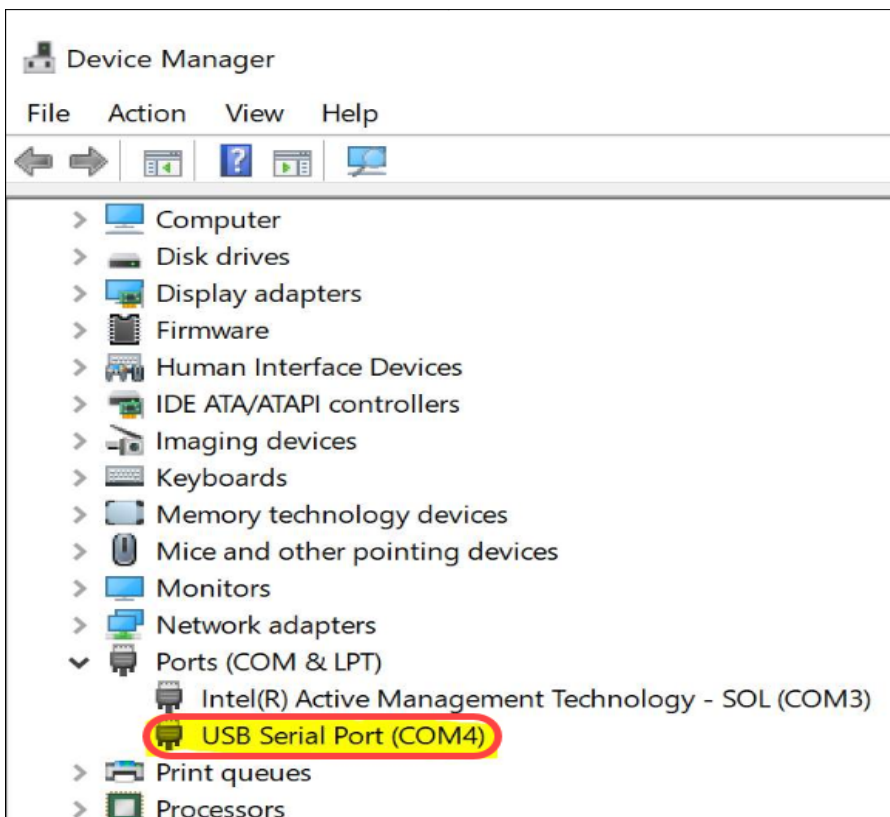 Device Manager
File Action View Help
?
Computer
Disk drives
Display adapters
Firmware
Human Interface Devices
IDE ATA/ATAPI controllers
Imaging devices
Keyboards
Memory technology devices
Mice and other pointing devices
Monitors
Network adapters
Ports (COM & LPT)
Intel(R) Active Management Technology - SOL (COM3)
USB Serial Port (COM4)
Print queues
Processors